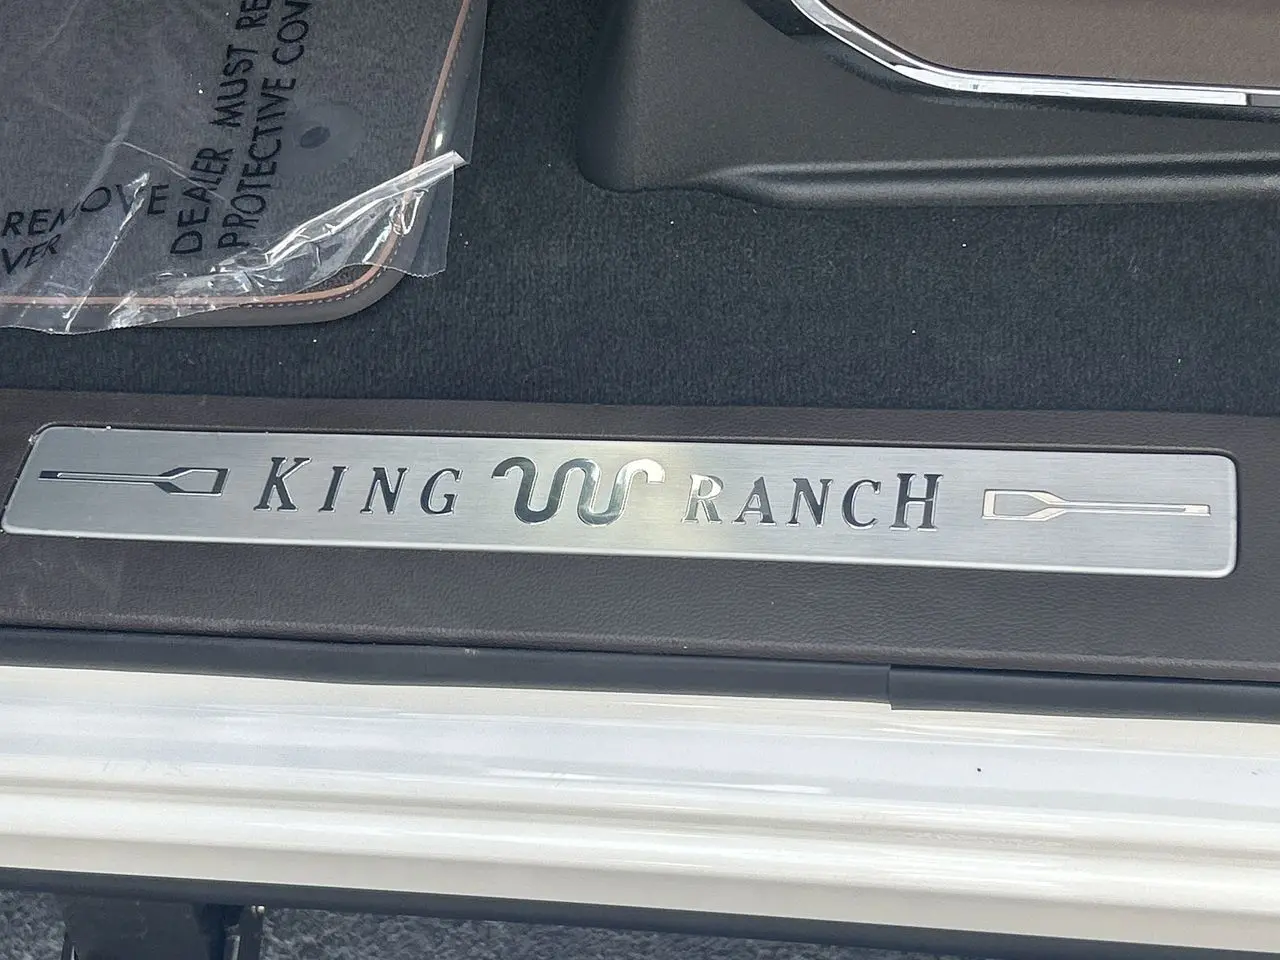 DEALER MUST RE
PROTECTIVE COV
REMOVE
VER
KING RANCH